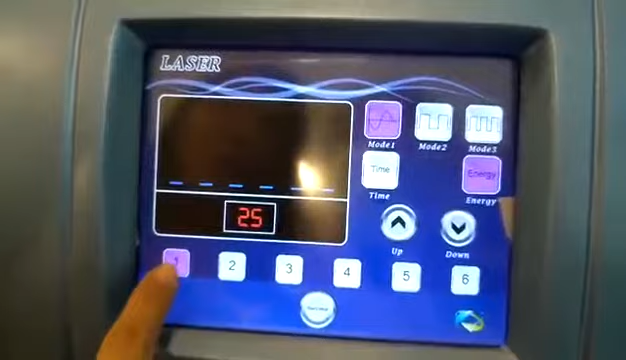 LASER
Mode1
Mode2
Mode3
Time
Energy
Time
Energy
25
Up
Down
1
2
3
4
5
6